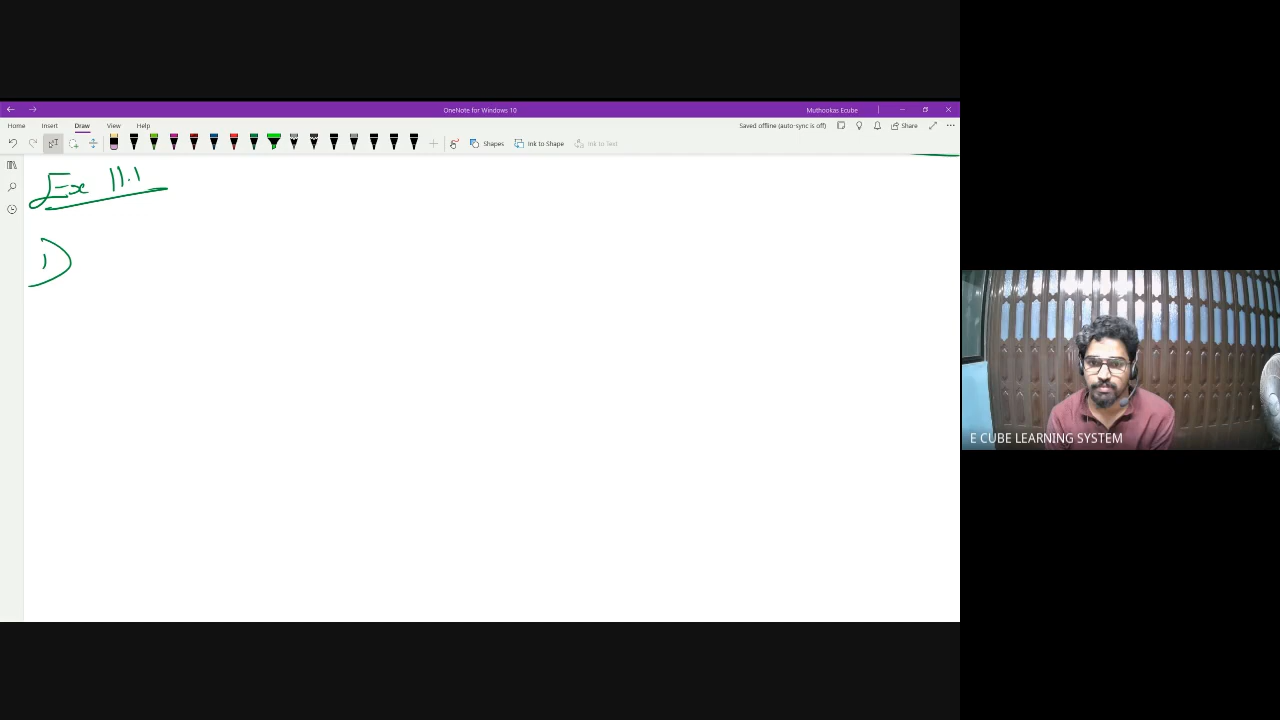 OneNote for Windows 10
Muthookas Ecube
Home Insert Draw View Help
Saved offline (auto-sync is off)
Share
Shapes
Ink to Shape
Ink to Text
Ex 11.1
1)
E CUBE LEARNING SYSTEM